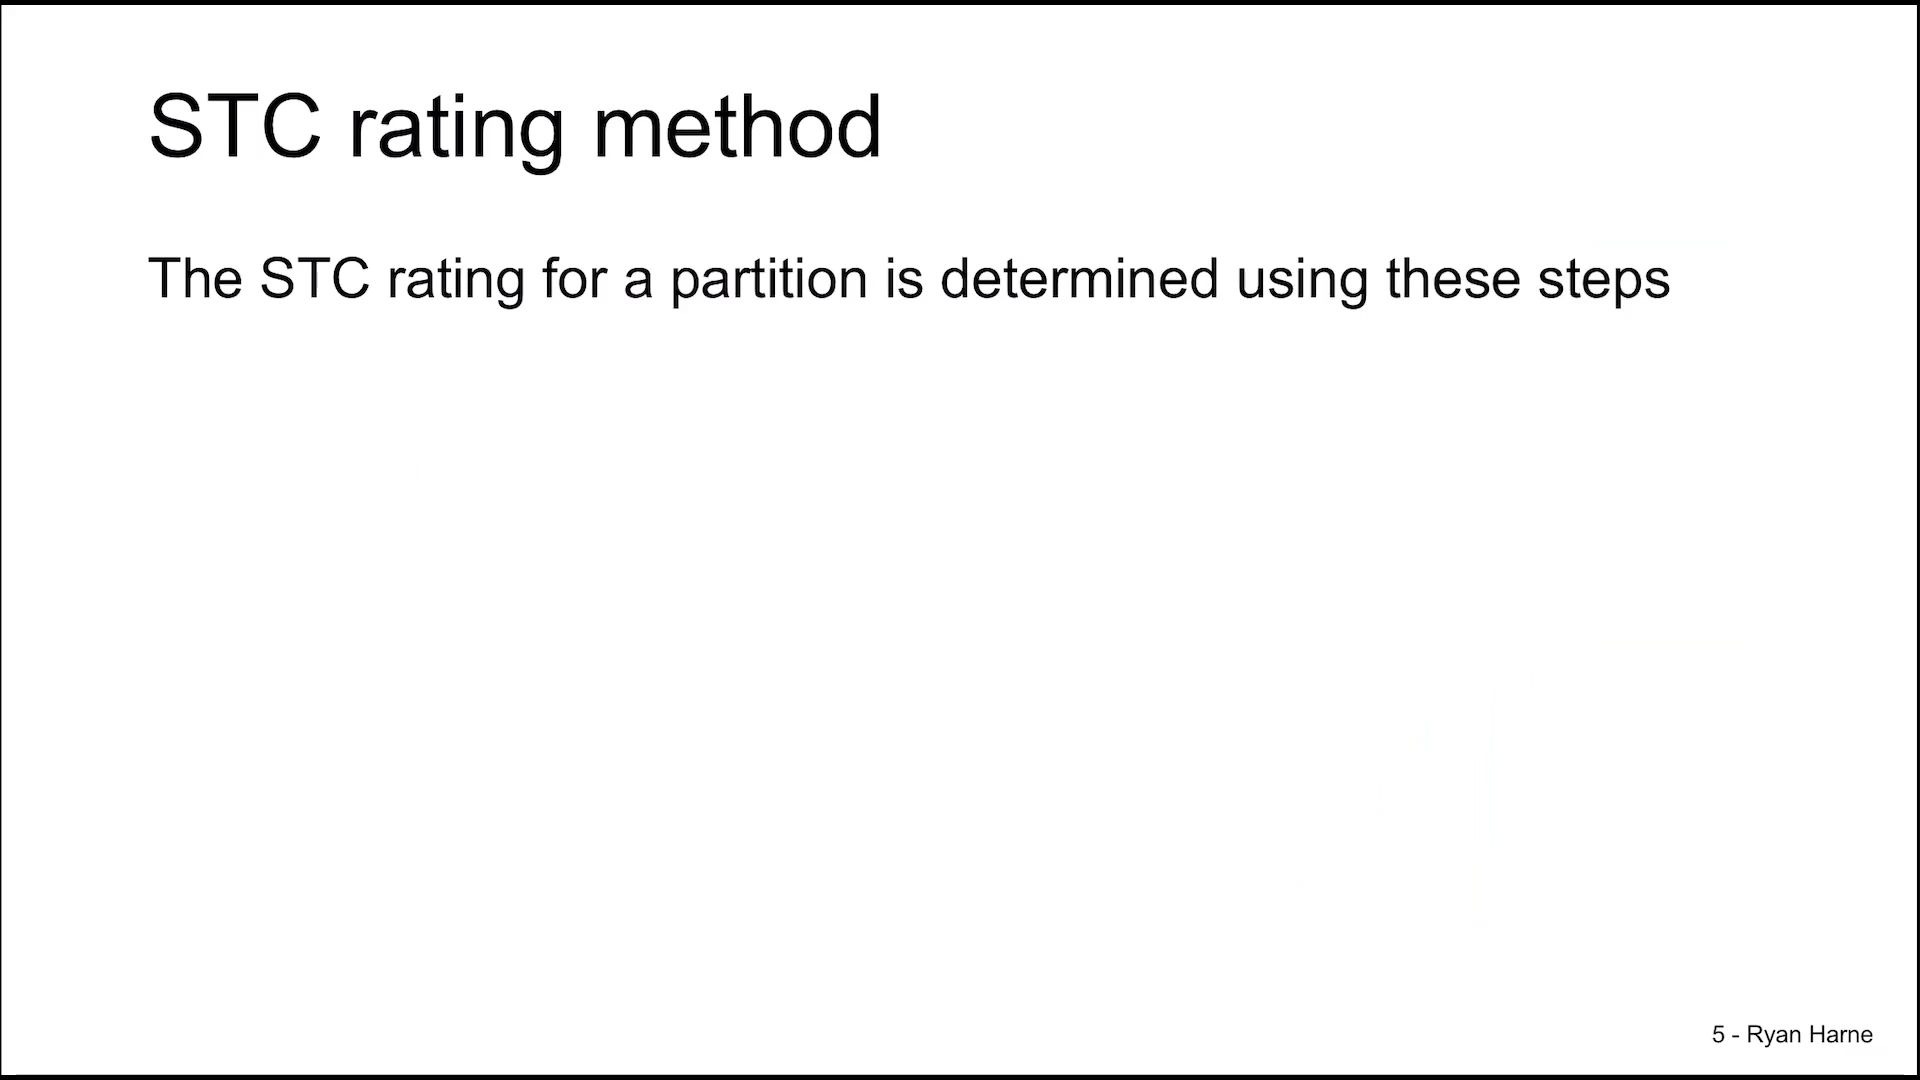 STC rating method
The STC rating for a partition is determined using these steps
5 - Ryan Harne